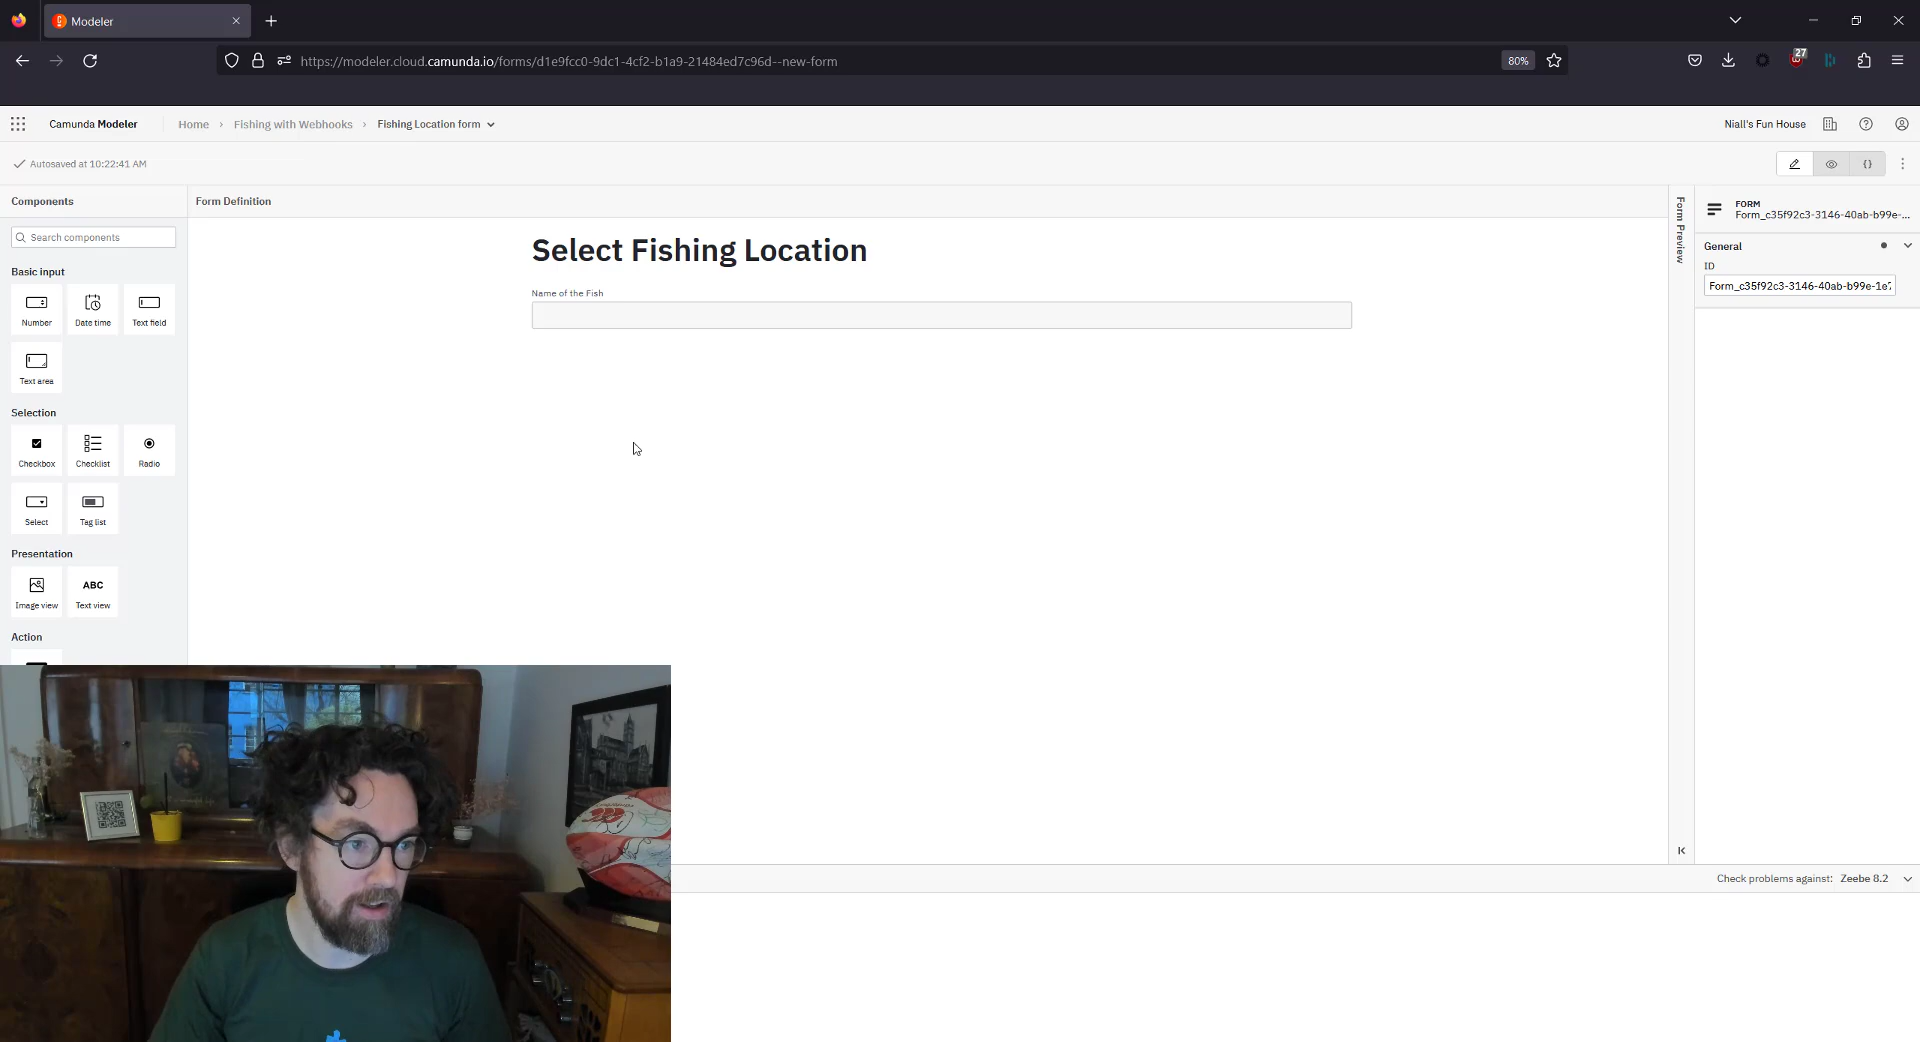 Modeler
https://modeler.cloud.camunda.io/forms/d1e9fcc0-9dc1-4cf2-b1a9-21484ed7c96d--new-form
80%
27
Camunda Modeler
Home
Fishing with Webhooks
Fishing Location form
Niall's Fun House
Autosaved at 10:22:41 AM
Components
Form Definition
Form Preview
FORM
Form_c35f92c3-3146-40ab-b99e-...
Search components
Select Fishing Location
General
ID
Form_c35f92c3-3146-40ab-b99e-1e
Basic input
Name of the Fish
Number
Date time
Text field
Text area
Selection
Checkbox
Checklist
Radio
Select
Tag list
Presentation
ABC
Image view
Text view
Action
Check problems against: Zeebe 8.2